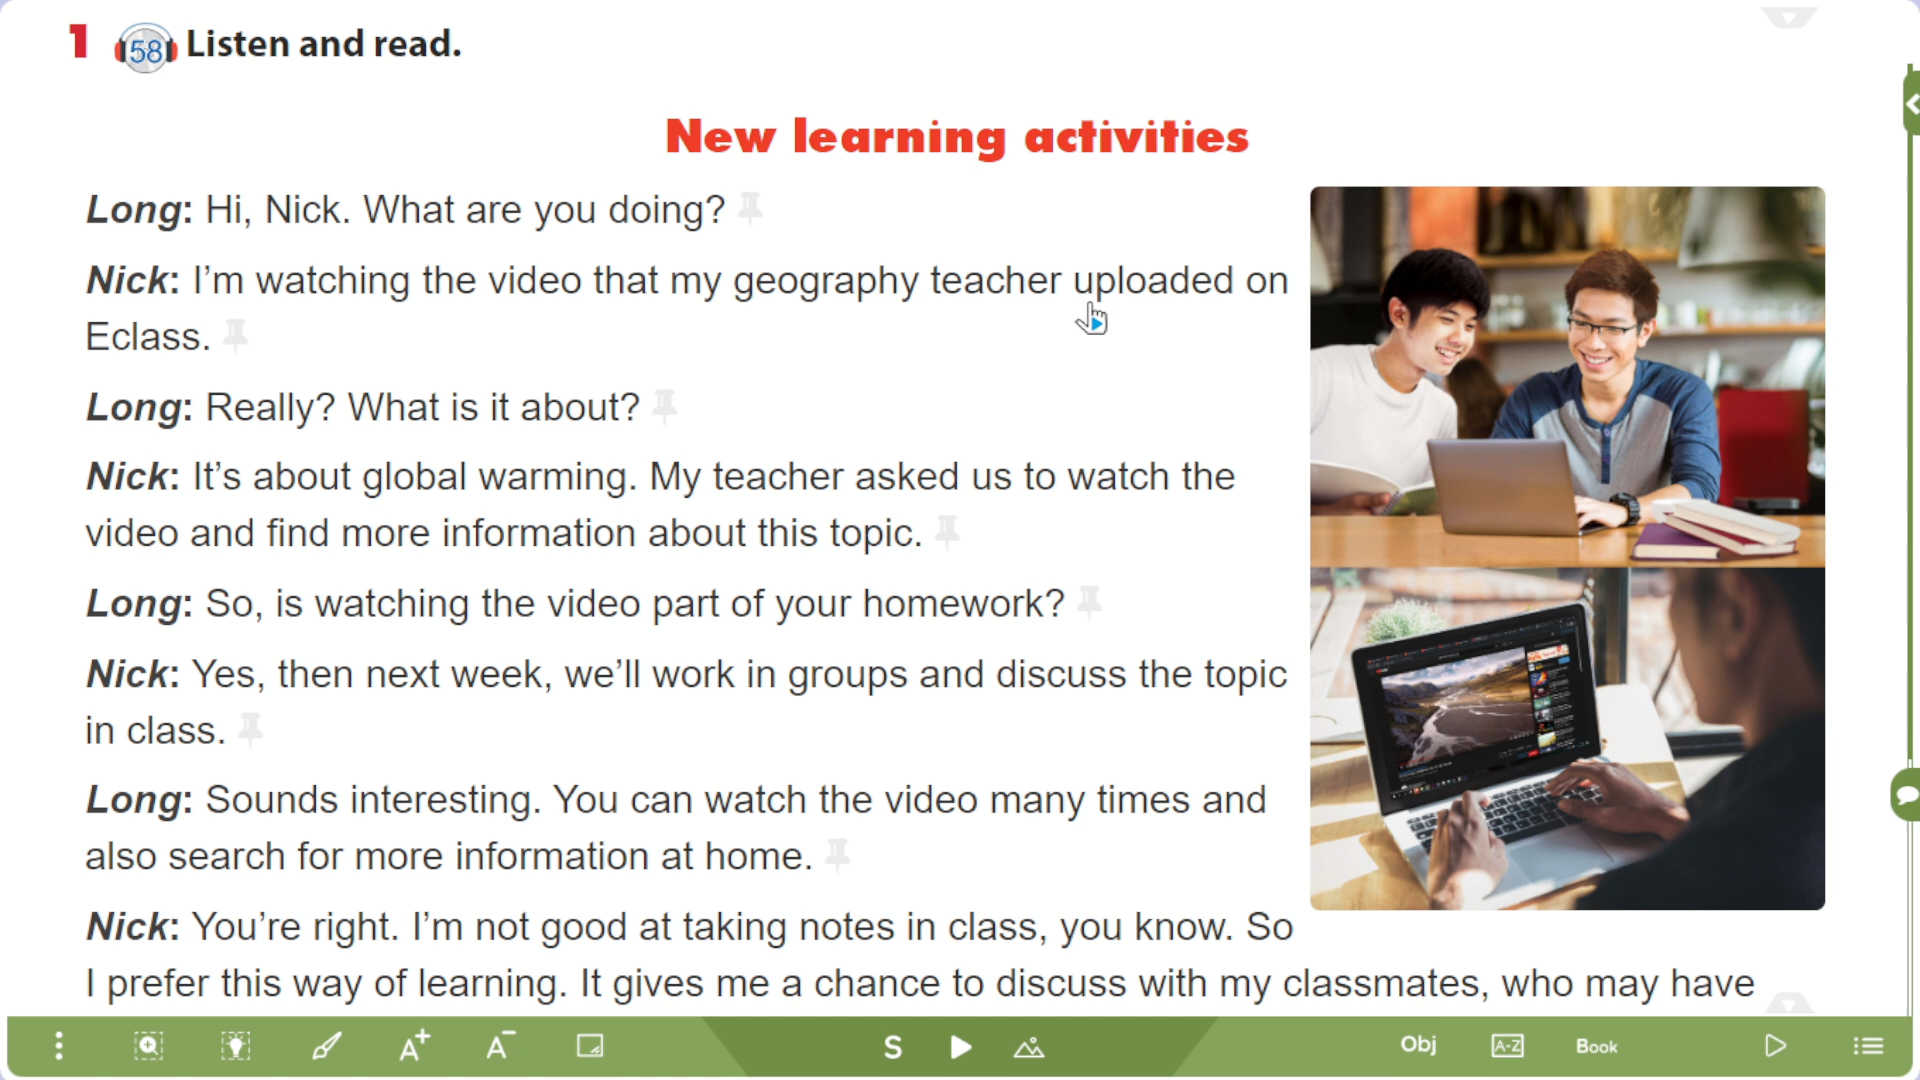 1 58 Listen and read.
New learning activities
Long: Hi, Nick. What are you doing?
Nick: I’m watching the video that my geography teacher uploaded on
Eclass.
Long: Really? What is it about?
Nick: It’s about global warming. My teacher asked us to watch the
video and find more information about this topic.
Long: So, is watching the video part of your homework?
Nick: Yes, then next week, we’ll work in groups and discuss the topic
in class.
Long: Sounds interesting. You can watch the video many times and
also search for more information at home.
Nick: You’re right. I’m not good at taking notes in class, you know. So
I prefer this way of learning. It gives me a chance to discuss with my classmates, who may have
A+ A- S Obj A-Z Book